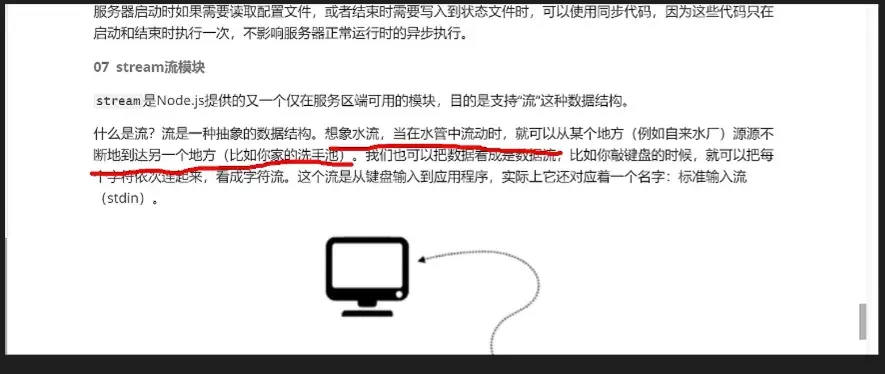 服务器启动时如果需要读取配置文件，或者结束时需要写入到状态文件时，可以使用同步代码，因为这些代码只在
启动和结束时执行一次，不影响服务器正常运行时的异步执行。
07 stream流模块
stream是Node.js提供的又一个仅在服务区端可用的模块，目的是支持“流”这种数据结构。
什么是流？流是一种抽象的数据结构。想象水流，当在水管中流动时，就可以从某个地方（例如自来水厂）源源不
断地到达另一个地方（比如你家的洗手池）。我们也可以把数据看成是数据流，比如你敲键盘的时候，就可以把每
个字符依次连起来，看成字符流。这个流是从键盘输入到应用程序，实际上它还对应着一个名字：标准输入流
（stdin）。